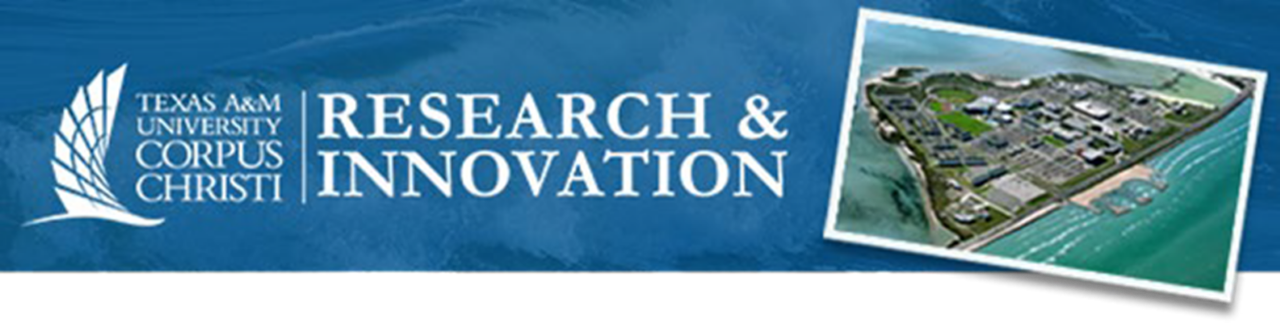 TEXAS A&M
UNIVERSITY
CORPUS
CHRISTI
RESEARCH &
INNOVATION